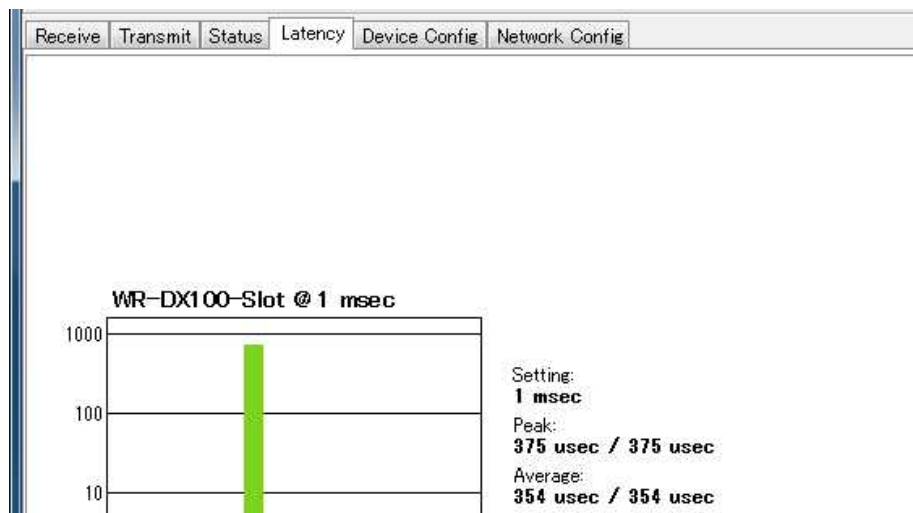 Receive Transmit Status Latency Device Config Network Config
WR-DX100-Slot @ 1 msec
1000
100
10
Setting:
1 msec
Peak:
375 usec / 375 usec
Average:
354 usec / 354 usec